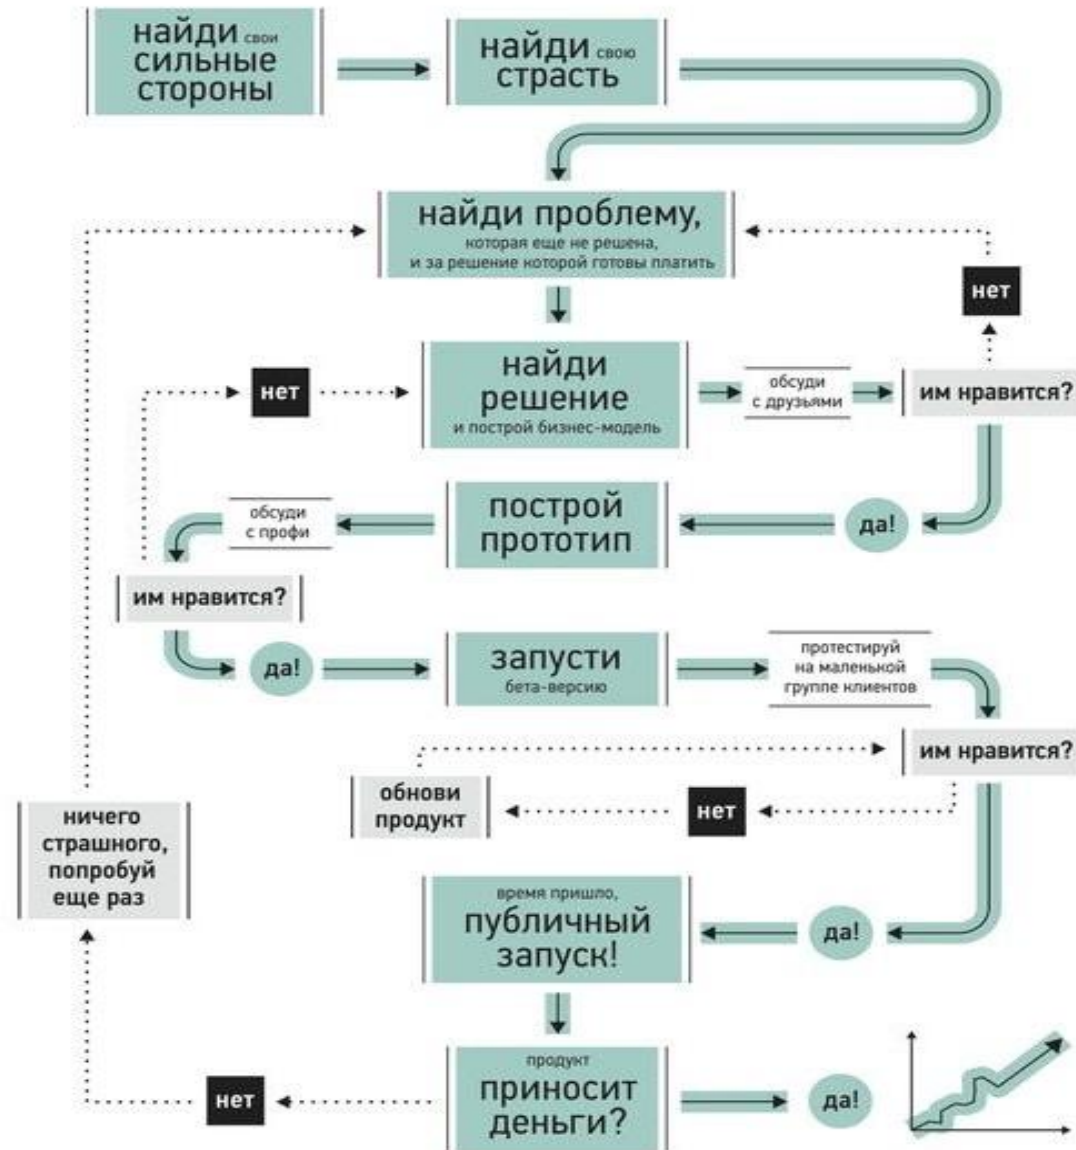 найди свои
сильные
стороны
найди свою
страсть
найди проблему,
которая еще не решена,
и за решение которой готовы платить
нет
найди
решение
и построй бизнес-модель
обсуди
с друзьями
им нравится?
нет
да!
построй
прототип
обсуди
с профи
им нравится?
да!
запусти
бета-версию
протестируй
на маленькой
группе клиентов
им нравится?
нет
обнови
продукт
да!
время пришло,
публичный
запуск!
продукт
приносит
деньги?
да!
нет
ничего
страшного,
попробуй
еще раз